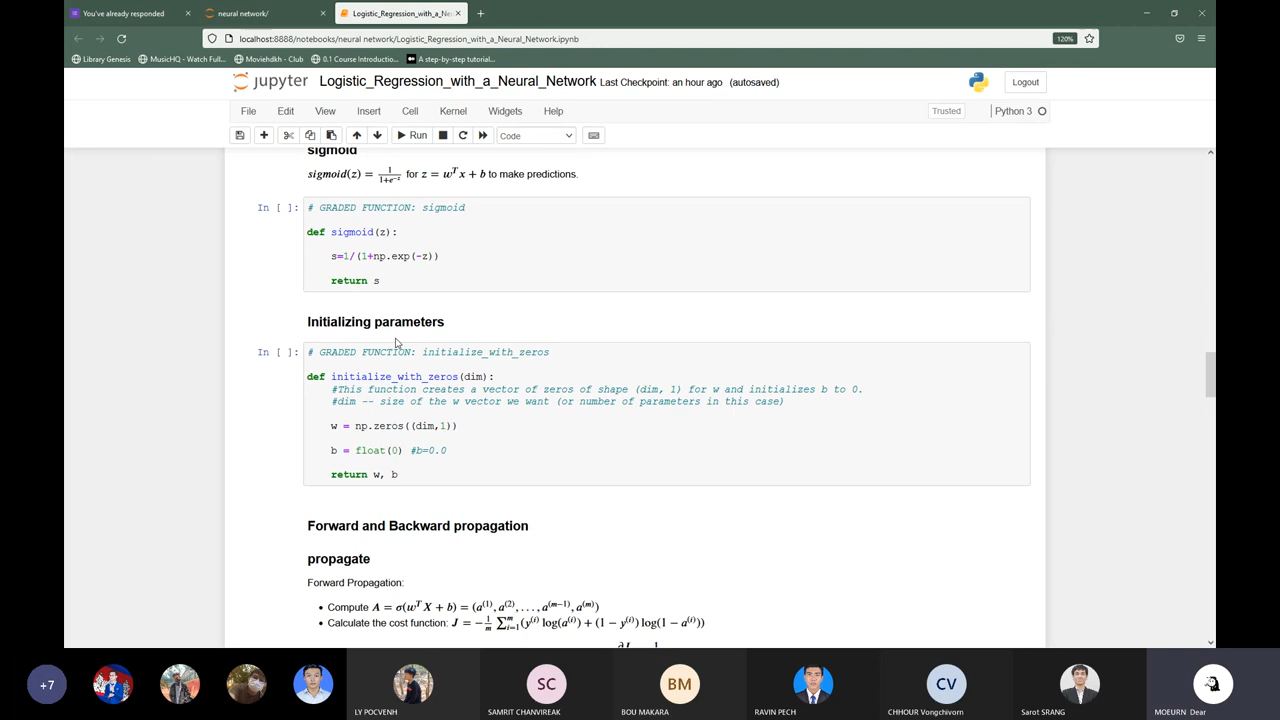 You've already responded
neural network/
Logistic_Regression_with_a_Ne
localhost:8888/notebooks/neural network/Logistic_Regression_with_a_Neural_Network.ipynb
120%
Library Genesis
MusicHQ - Watch Full...
Moviehdkh - Club
0.1 Course Introductio...
A step-by-step tutorial...
jupyter
Logistic_Regression_with_a_Neural_Network Last Checkpoint: an hour ago (autosaved)
Logout
File Edit View Insert Cell Kernel Widgets Help
Trusted
Python 3
Run
Code
sigmoid
sigmoid(z) = 1/(1+e^{-z}) for z = w^T x + b to make predictions.
In [ ]: # GRADED FUNCTION: sigmoid
def sigmoid(z):
s=1/(1+np.exp(-z))
return s
Initializing parameters
In [ ]: # GRADED FUNCTION: initialize_with_zeros
def initialize_with_zeros(dim):
#This function creates a vector of zeros of shape (dim, 1) for w and initializes b to 0.
#dim -- size of the w vector we want (or number of parameters in this case)
w = np.zeros((dim,1))
b = float(0) #b=0.0
return w, b
Forward and Backward propagation
propagate
Forward Propagation:
• Compute A = σ(w^T X + b) = (a^{(1)}, a^{(2)}, . . . , a^{(m−1)}, a^{(m)})
• Calculate the cost function: J = −1/m ∑_{i=1}^{m}(y^{(i)} log(a^{(i)}) + (1 − y^{(i)}) log(1 − a^{(i)}))
+7
LY POCVENH
SC
SAMRIT CHANVIREAK
BM
BOU MAKARA
RAVIN PECH
CV
CHHOUR Vongchivorn
Sarot SRANG
MOEURN Dear